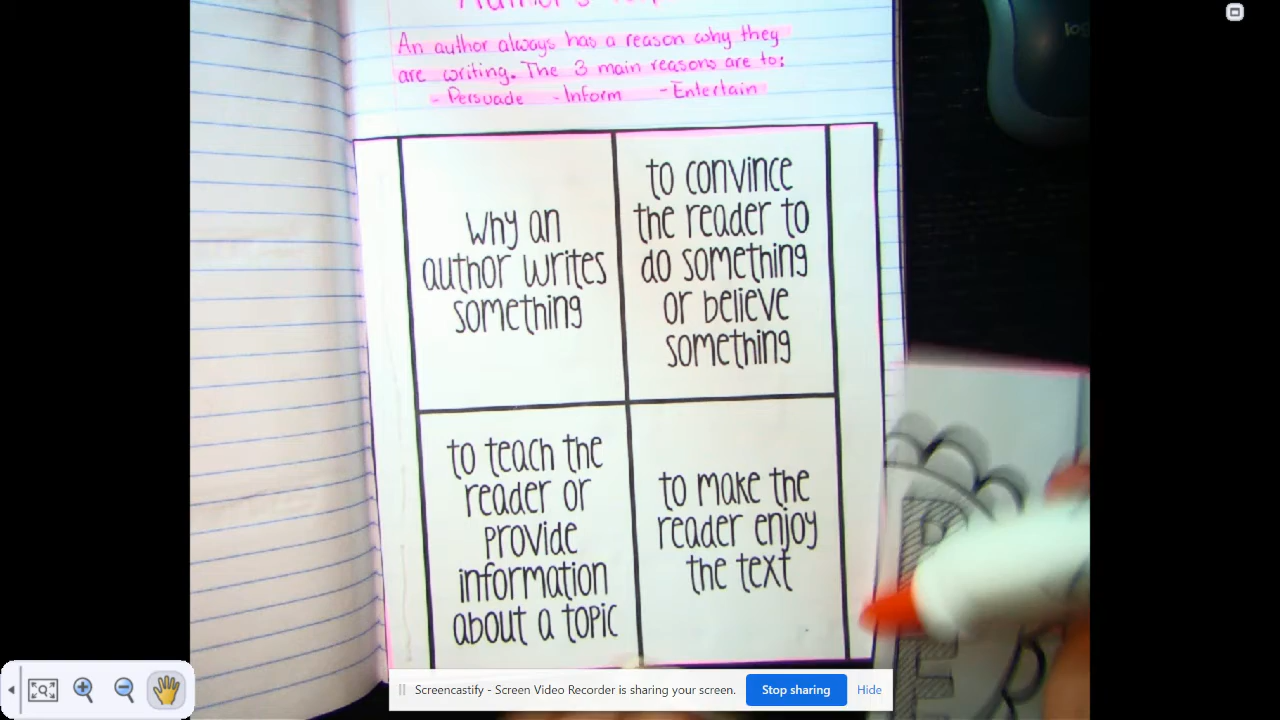 Author's
An author always has a reason why they
are writing. The 3 main reasons are to:
- Persuade - Inform - Entertain
Why an
author writes
something
to convince
the reader to
do something
or believe
something
to teach the
reader or
provide
information
about a topic
to make the
reader enjoy
the text
Screencastify - Screen Video Recorder is sharing your screen.
Stop sharing
Hide